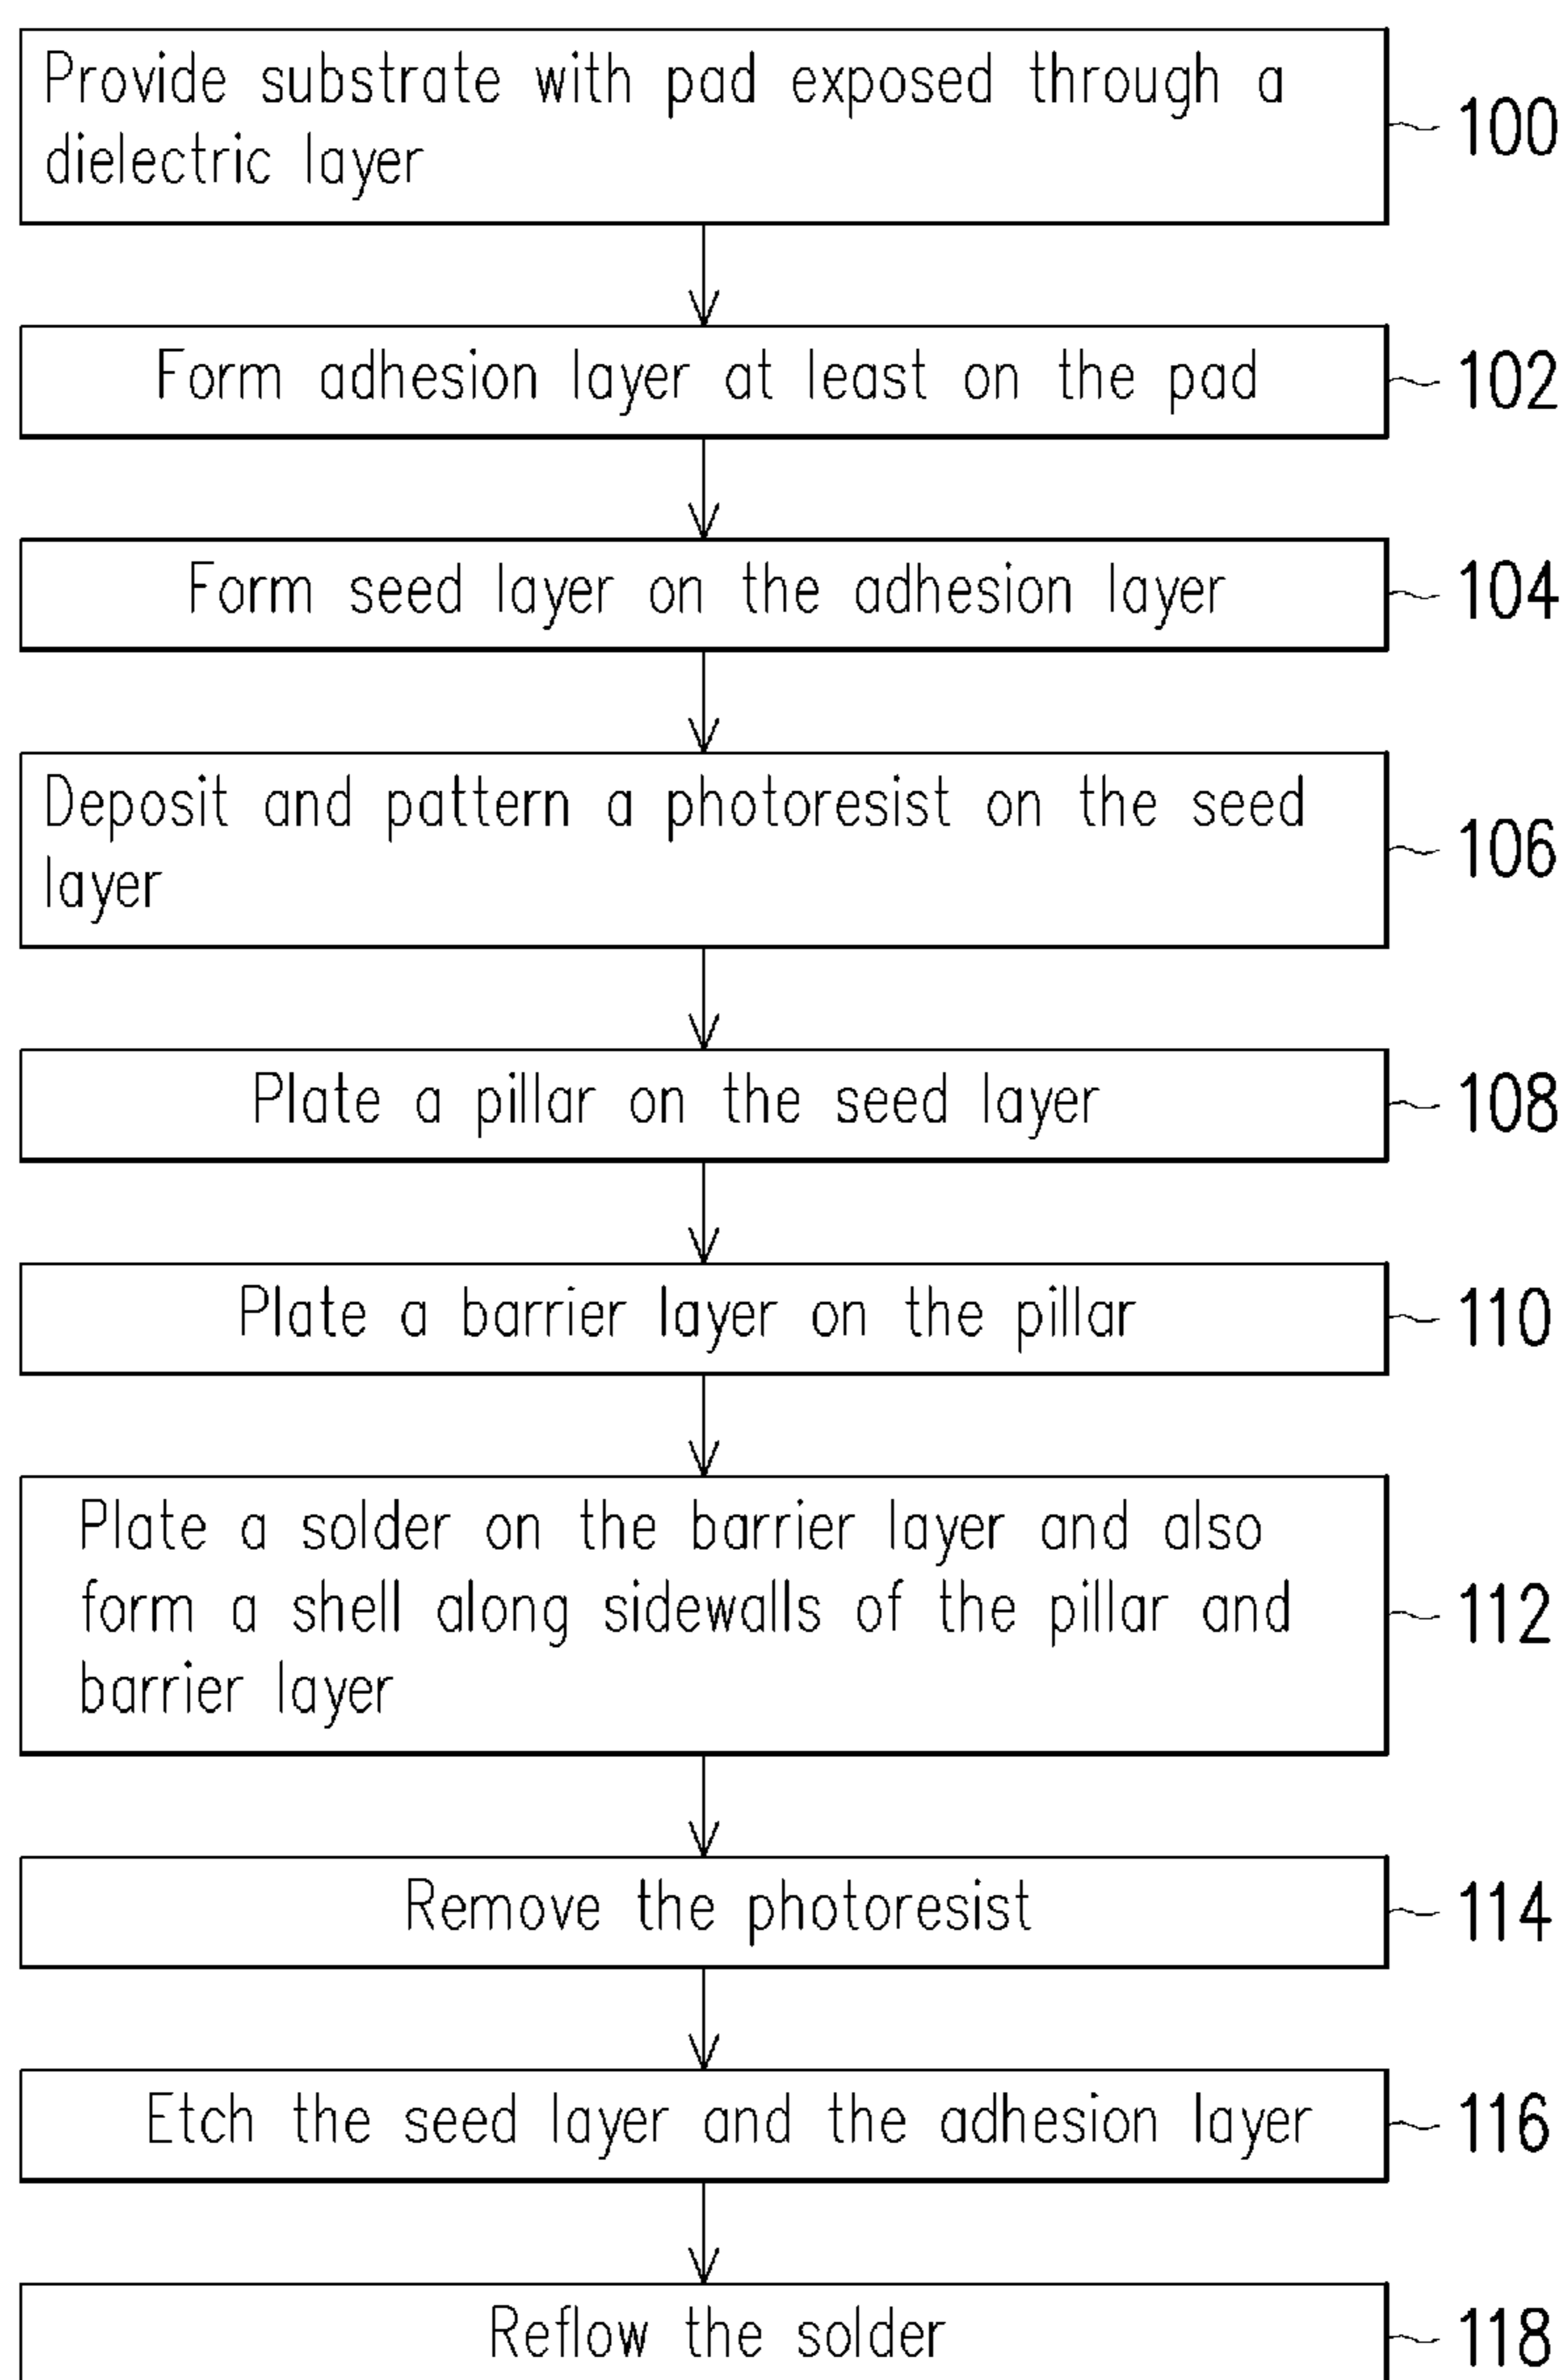 Provide substrate with pad exposed through a
dielectric layer
100
Form adhesion layer at least on the pad
102
Form seed layer on the adhesion layer
104
Deposit and pattern a photoresist on the seed
layer
106
Plate a pillar on the seed layer
108
Plate a barrier layer on the pillar
110
Plate a solder on the barrier layer and also
form a shell along sidewalls of the pillar and
barrier layer
112
Remove the photoresist
114
Etch the seed layer and the adhesion layer
116
Reflow the solder
118